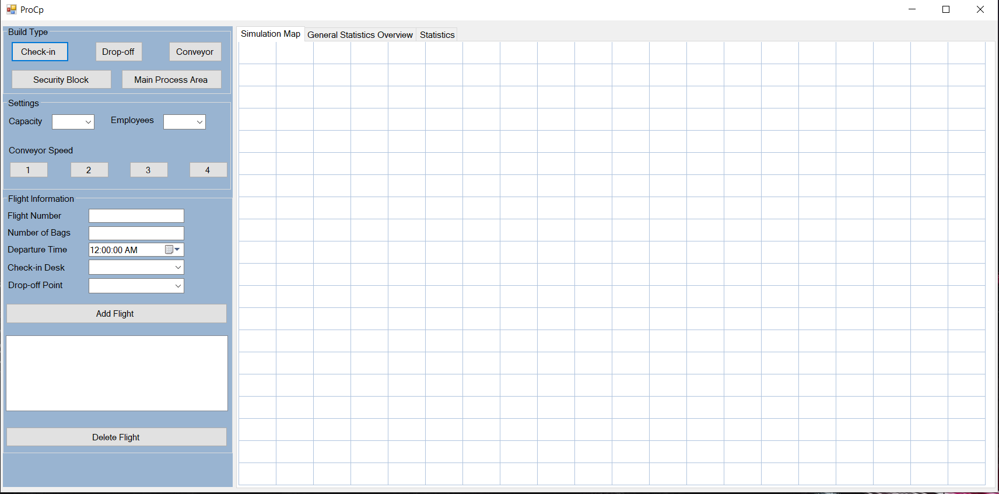 ProCp
Build Type
Check-in Drop-off Conveyor
Security Block Main Process Area
Settings
Capacity Employees
Conveyor Speed
1 2 3 4
Flight Information
Flight Number
Number of Bags
Departure Time 12:00:00 AM
Check-in Desk
Drop-off Point
Add Flight
Delete Flight
Simulation Map General Statistics Overview Statistics